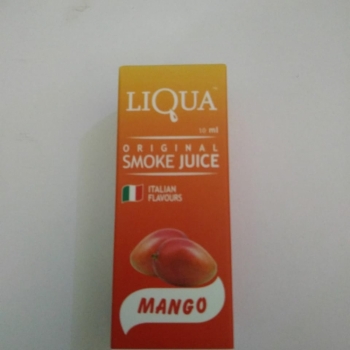 LIQUA
10 ml
ORIGINAL
SMOKE JUICE
ITALIAN
FLAVOURS
MANGO